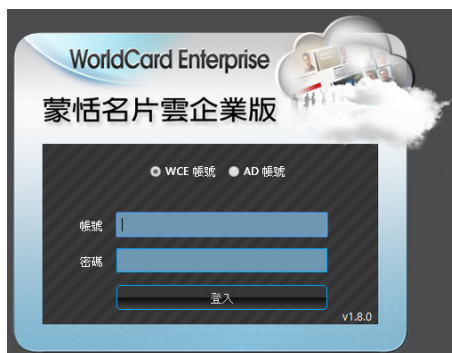 WorldCard Enterprise
蒙恬名片雲企業版
WCE 帳號 AD 帳號
帳號
密碼
登入
v1.8.0